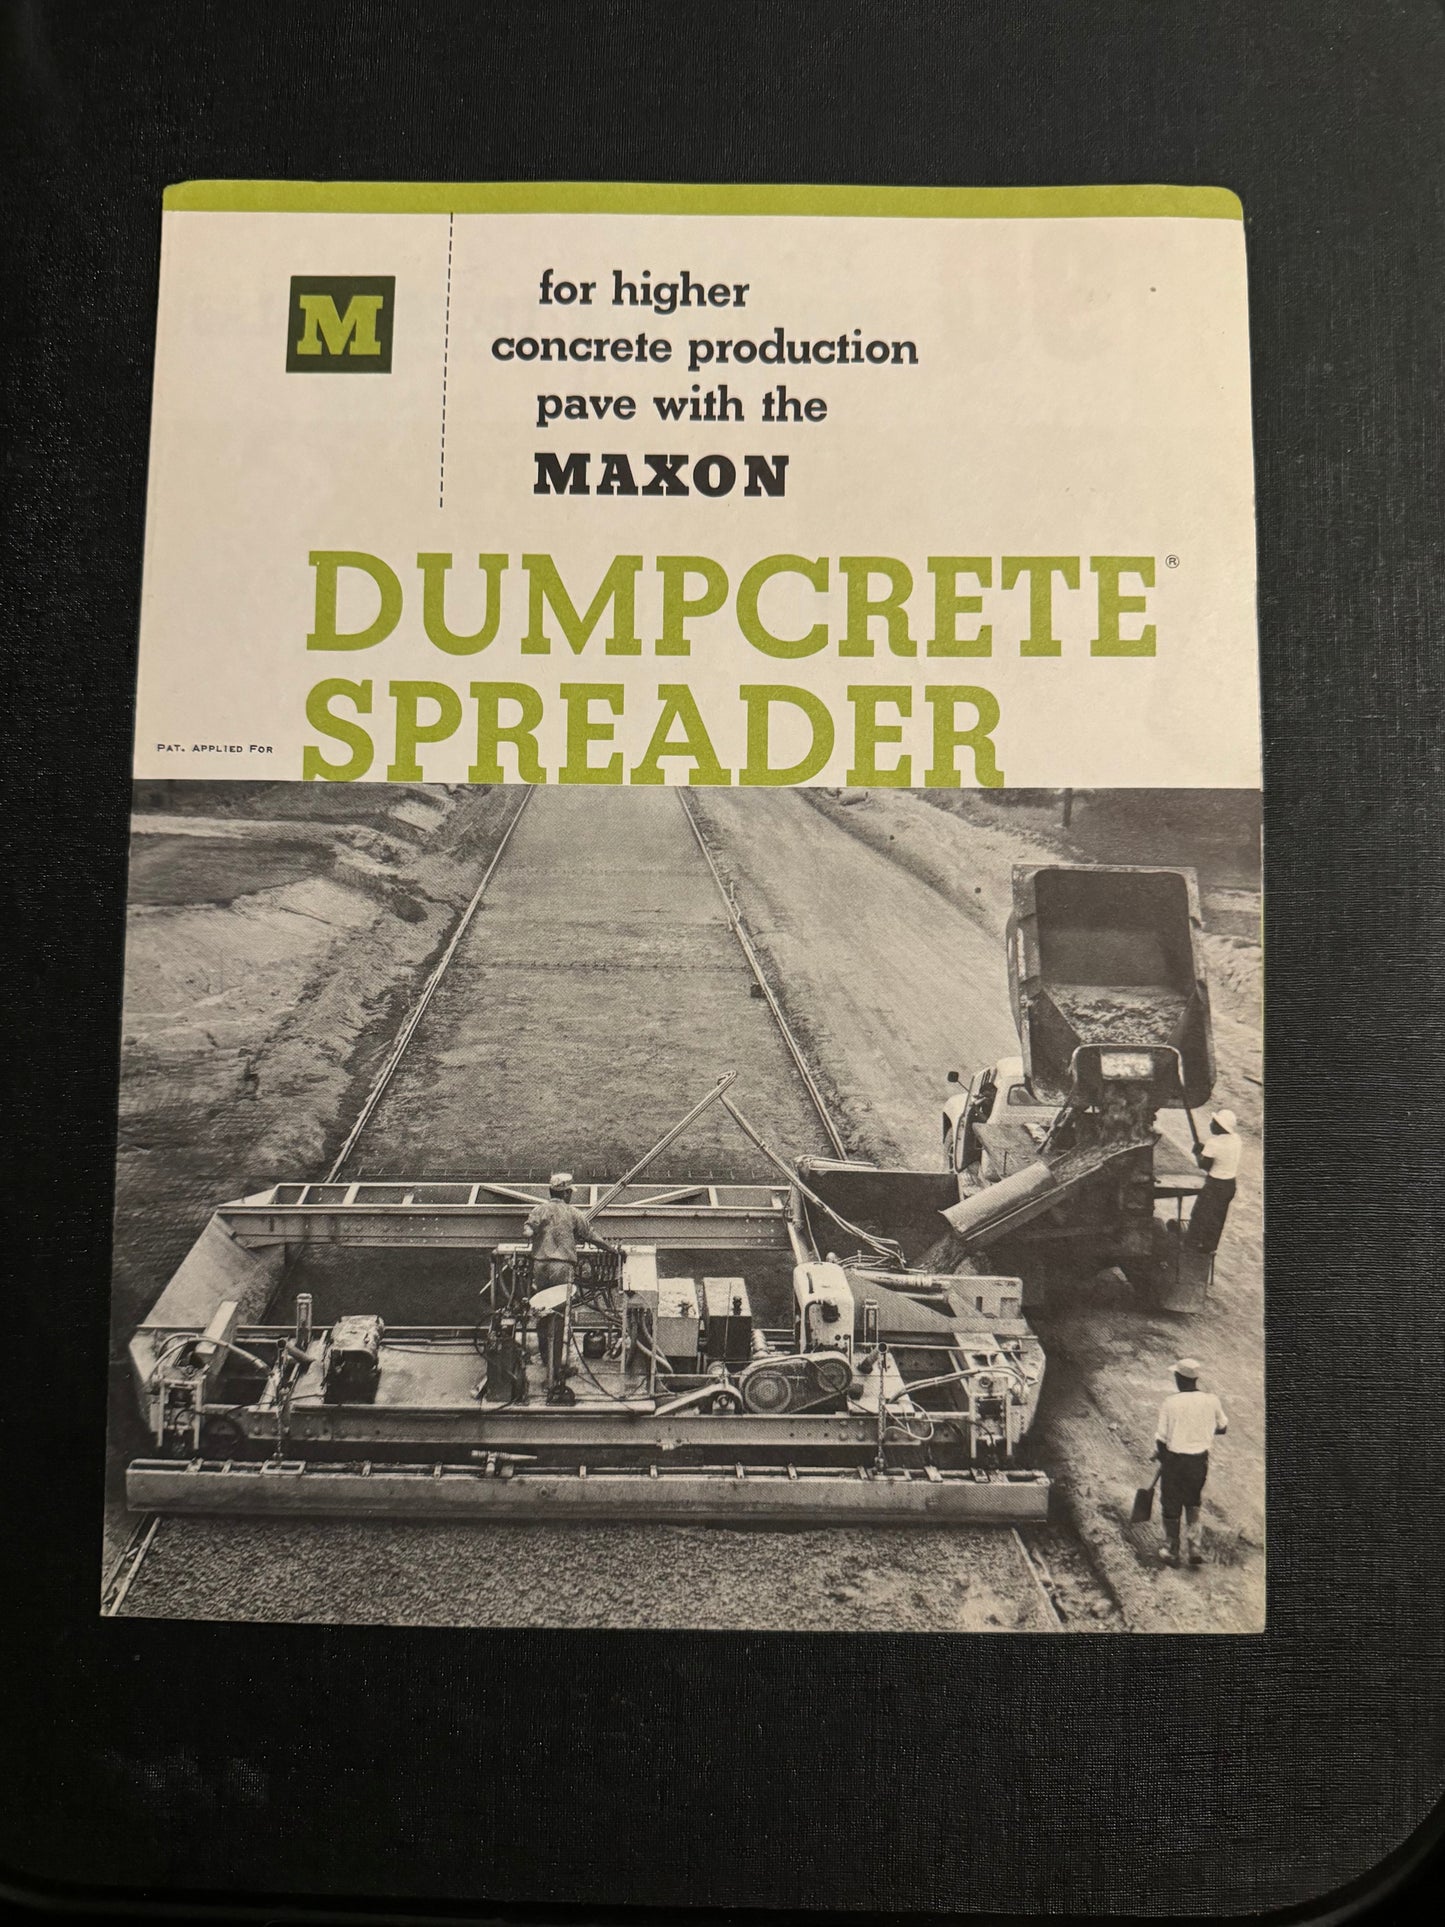 M
for higher
concrete production
pave with the
MAXON
DUMPCRETE®
SPREADER
PAT. APPLIED FOR